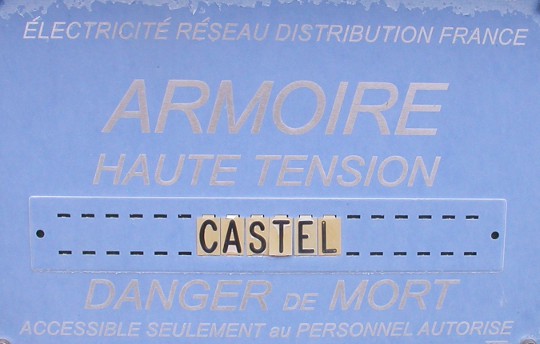 ÉLECTRICITÉ RÉSEAU DISTRIBUTION FRANCE
ARMOIRE
HAUTE TENSION
CASTEL
DANGER DE MORT
ACCESSIBLE SEULEMENT au PERSONNEL AUTORISE